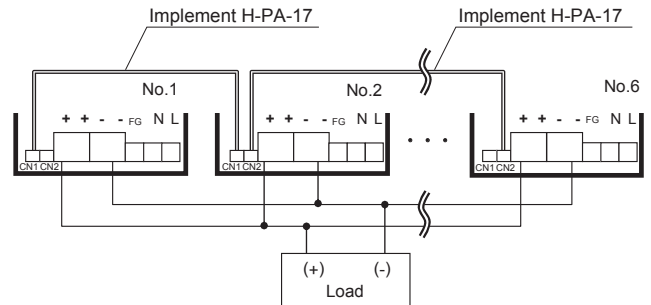 Implement H-PA-17 Implement H-PA-17
No.1 No.2 No.6
+ + - - FG N L + + - - FG N L + + - - FG N L
· · ·
CN1 CN2 CN1 CN2 CN1 CN2
(+) (-)
Load